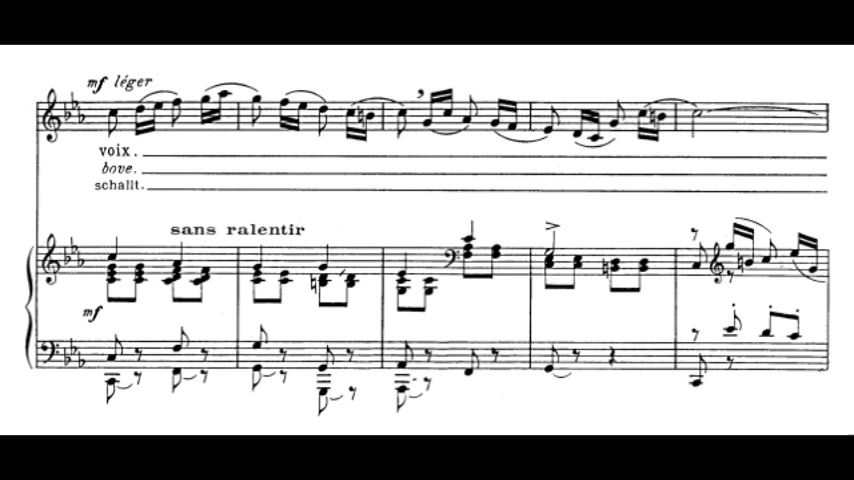 mf léger
voix.
bove.
schallt.
sans ralentir
mf